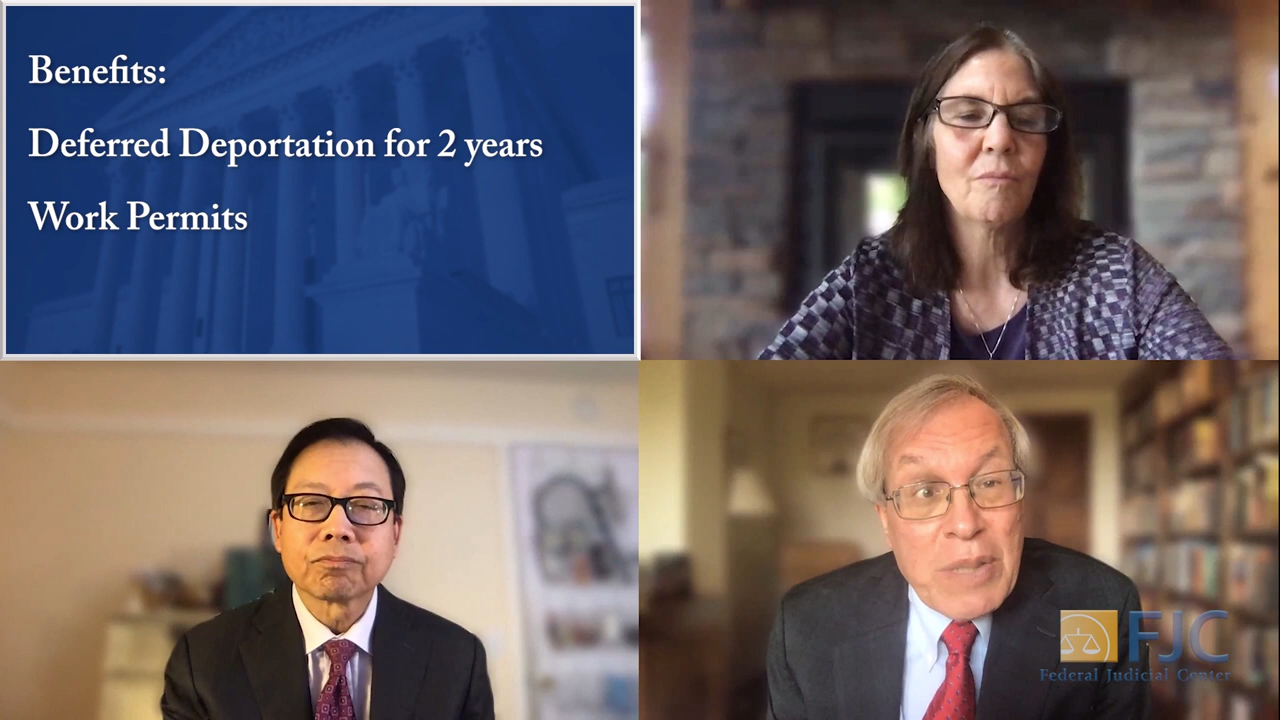 Benefits:
Deferred Deportation for 2 years
Work Permits
FJC
Federal Judicial Center